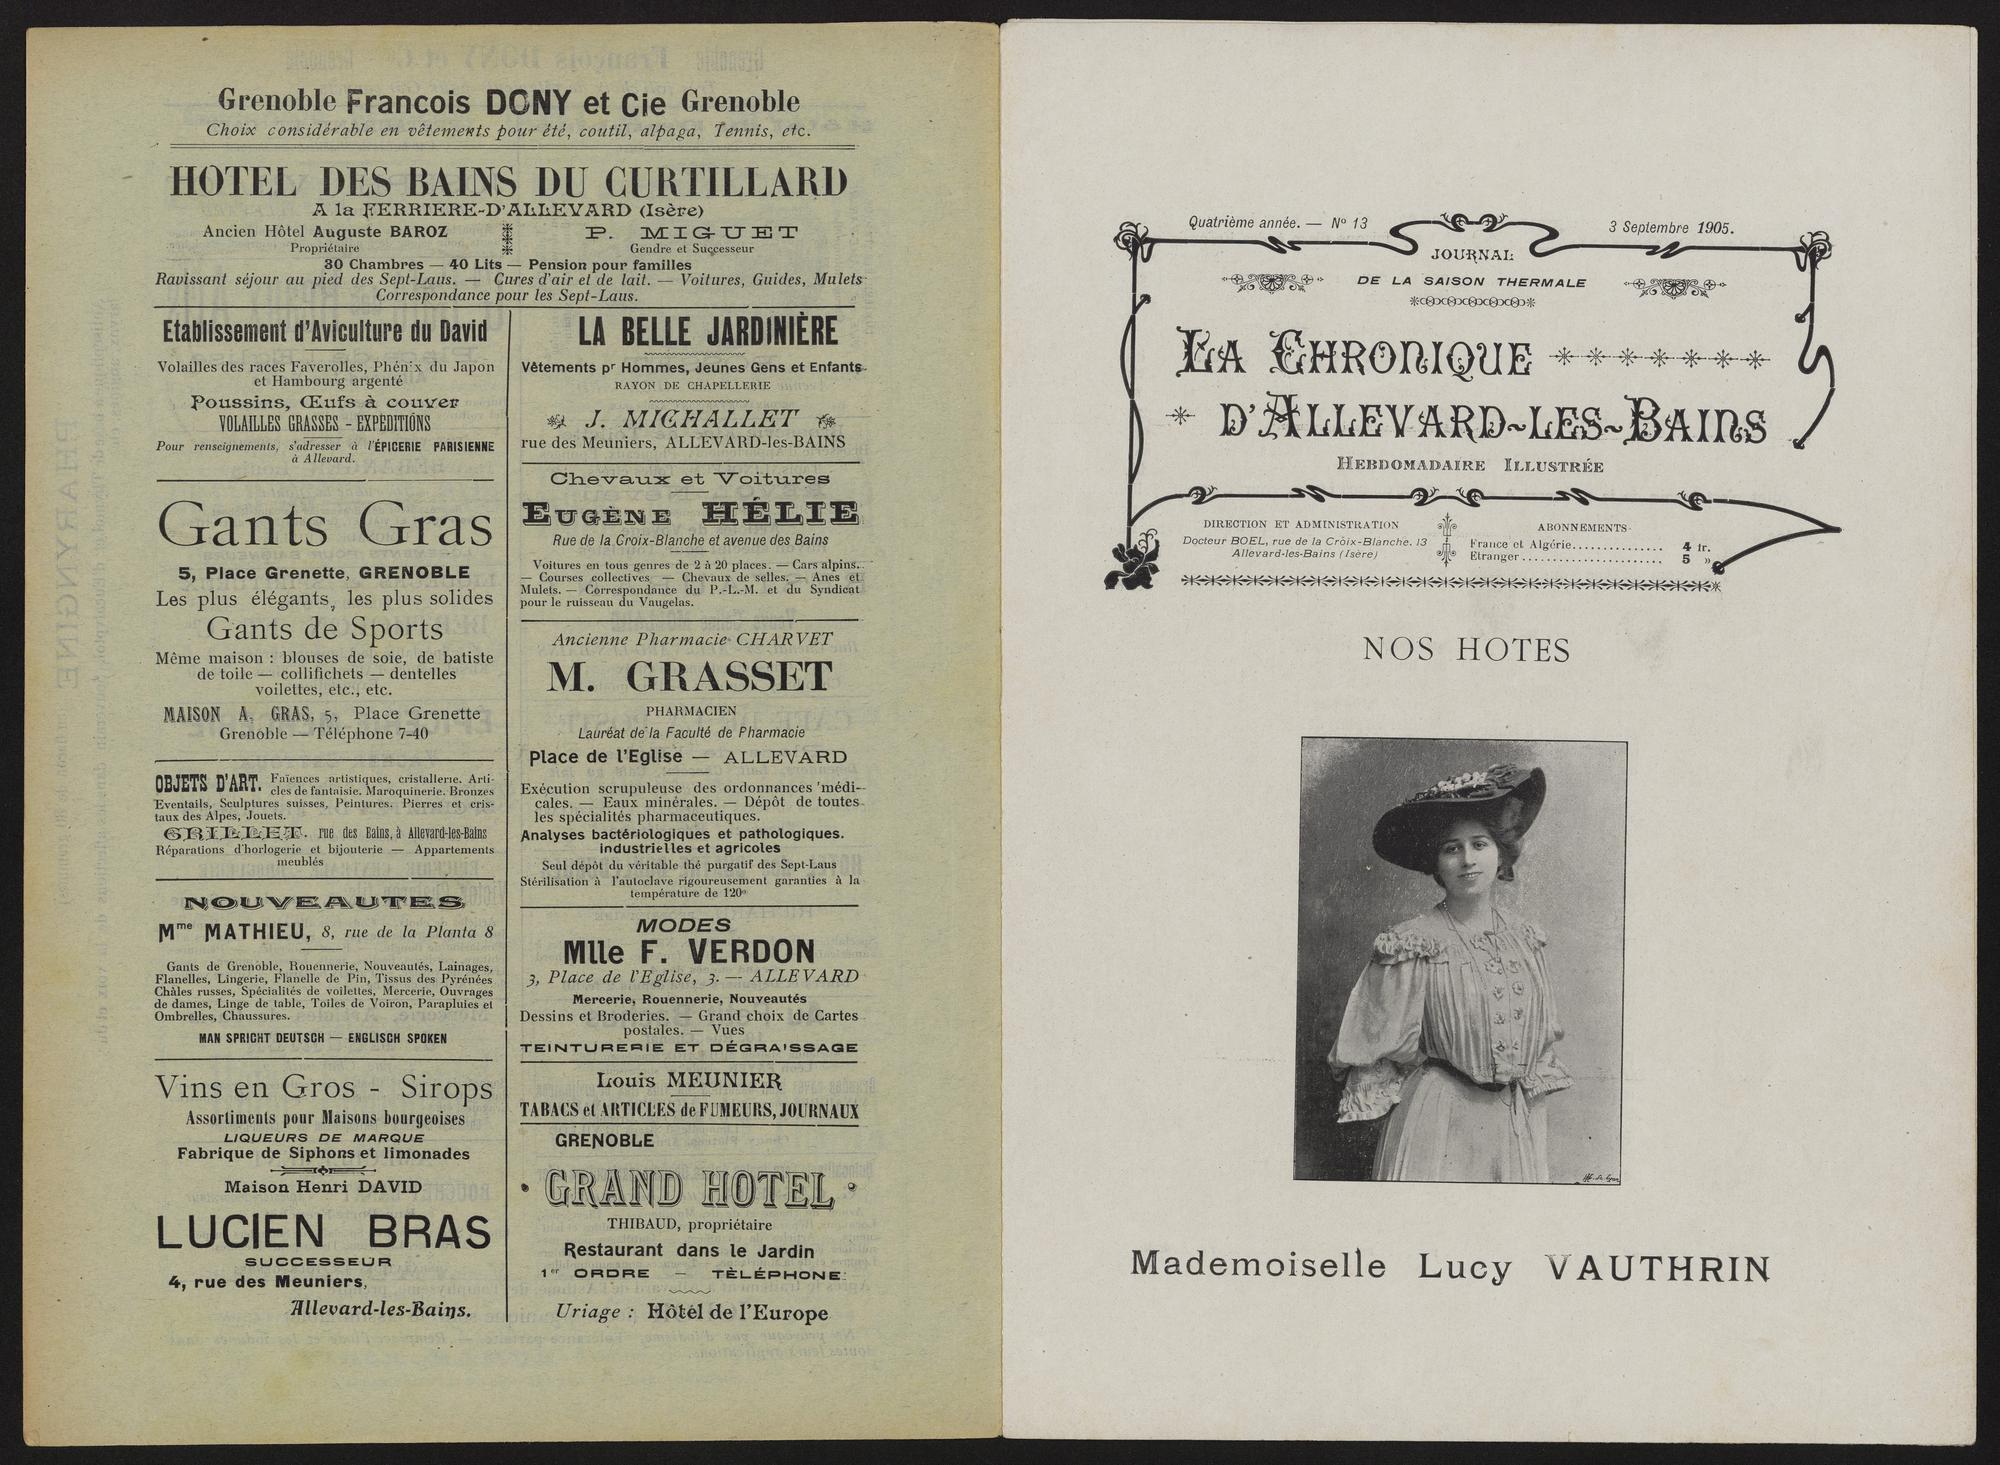 Grenoble Francois DONY et Cie Grenoble
Choix considérable en vêtements pour été, coutil, alpaga, Tennis, etc.
HOTEL DES BAINS DU CURTILLARD
A la FERRIERE-D'ALLEVARD (Isère)
Ancien Hôtel Auguste BAROZ
Propriétaire
P. MIGUET
Gendre et Successeur
30 Chambres — 40 Lits — Pension pour familles
Ravissant séjour au pied des Sept-Laus. — Cures d'air et de lait. — Voitures, Guides, Mulets
Correspondance pour les Sept-Laus.
Etablissement d'Aviculture du David
Volailles des races Faverolles, Phénix du Japon
et Hambourg argenté
Poussins, Œufs à couver
VOLAILLES GRASSES - EXPEDITIONS
Pour renseignements, s'adresser à l'ÉPICERIE PARISIENNE
à Allevard.
Gants Gras
5, Place Grenette, GRENOBLE
Les plus élégants, les plus solides
Gants de Sports
Même maison : blouses de soie, de batiste
de toile — collifichets — dentelles
voilettes, etc., etc.
MAISON A. GRAS, 5, Place Grenette
Grenoble — Téléphone 7-40
OBJETS D'ART. Faïences artistiques, cristallerie. Arti-
cles de fantaisie. Maroquinerie. Bronzes
Eventails, Sculptures suisses, Peintures. Pierres et cris-
taux des Alpes, Jouets.
GRILLET. rue des Bains, à Allevard-les-Bains
Réparations d'horlogerie et bijouterie — Appartements
meublés
NOUVEAUTES
Mme MATHIEU, 8, rue de la Planta 8
Gants de Grenoble, Rouennerie, Nouveautés, Lainages,
Flanelles, Lingerie, Flanelle de Pin, Tissus des Pyrénées
Châles russes, Spécialités de voilettes, Mercerie, Ouvrages
de dames, Linge de table, Toiles de Voiron, Parapluies et
Ombrelles, Chaussures.
MAN SPRICHT DEUTSCH — ENGLISCH SPOKEN
Vins en Gros - Sirops
Assortiments pour Maisons bourgeoises
LIQUEURS DE MARQUE
Fabrique de Siphons et limonades
Maison Henri DAVID
LUCIEN BRAS
SUCCESSEUR
4, rue des Meuniers,
Allevard-les-Bains.
LA BELLE JARDINIÈRE
Vêtements pr Hommes, Jeunes Gens et Enfants
RAYON DE CHAPELLERIE
J. MICHALLET
rue des Meuniers, ALLEVARD-les-BAINS
Chevaux et Voitures
EUGÈNE HÉLIE
Rue de la Croix-Blanche et avenue des Bains
Voitures en tous genres de 2 à 20 places. — Cars alpins.
— Courses collectives — Chevaux de selles. — Anes et
Mulets. — Correspondance du P.-L.-M. et du Syndicat
pour le ruisseau du Vaugelas.
Ancienne Pharmacie CHARVET
M. GRASSET
PHARMACIEN
Lauréat de la Faculté de Pharmacie
Place de l'Eglise — ALLEVARD
Exécution scrupuleuse des ordonnances médi-
cales. — Eaux minérales. — Dépôt de toutes
les spécialités pharmaceutiques.
Analyses bactériologiques et pathologiques.
industrielles et agricoles
Seul dépôt du véritable thé purgatif des Sept-Laus
Stérilisation à l'autoclave rigoureusement garanties à la
température de 120°
MODES
Mlle F. VERDON
3, Place de l'Eglise, 3. — ALLEVARD
Mercerie, Rouennerie, Nouveautés
Dessins et Broderies. — Grand choix de Cartes
postales. — Vues
TEINTURERIE ET DÉGRAISSAGE
Louis MEUNIER
TABACS et ARTICLES de FUMEURS, JOURNAUX
GRENOBLE
GRAND HOTEL
THIBAUD, propriétaire
Restaurant dans le Jardin
1er ORDRE — TÈLÉPHONE
Uriage : Hôtel de l'Europe
Quatrième année. — No 13
3 Septembre 1905.
JOURNAL
DE LA SAISON THERMALE
LA CHRONIQUE
D'ALLEVARD-LES-BAINS
HEBDOMADAIRE ILLUSTRÉE
DIRECTION ET ADMINISTRATION
Docteur BOEL, rue de la Croix-Blanche. 13
Allevard-les-Bains (Isère)
ABONNEMENTS
France et Algérie............... 4 fr.
Etranger........................ 5 »
NOS HOTES
Mademoiselle Lucy VAUTHRIN